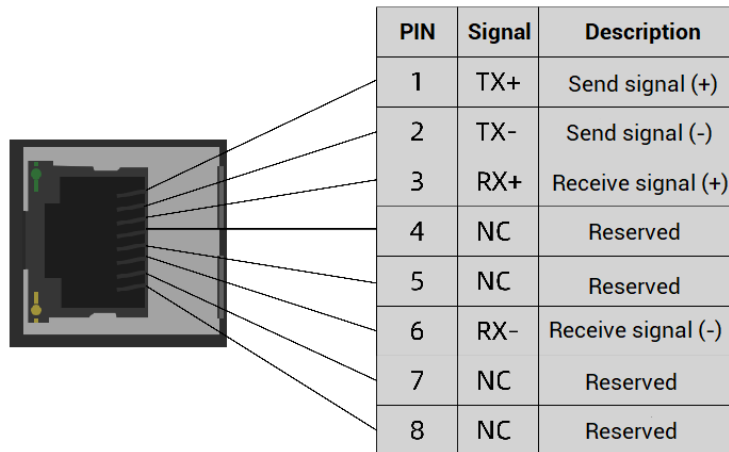 PIN Signal Description
1 TX+ Send signal (+)
2 TX- Send signal (-)
3 RX+ Receive signal (+)
4 NC Reserved
5 NC Reserved
6 RX- Receive signal (-)
7 NC Reserved
8 NC Reserved